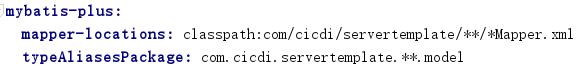 mybatis-plus:
  mapper-locations: classpath:com/cicdi/servertemplate/**/*Mapper.xml
  typeAliasesPackage: com.cicdi.servertemplate.**.model